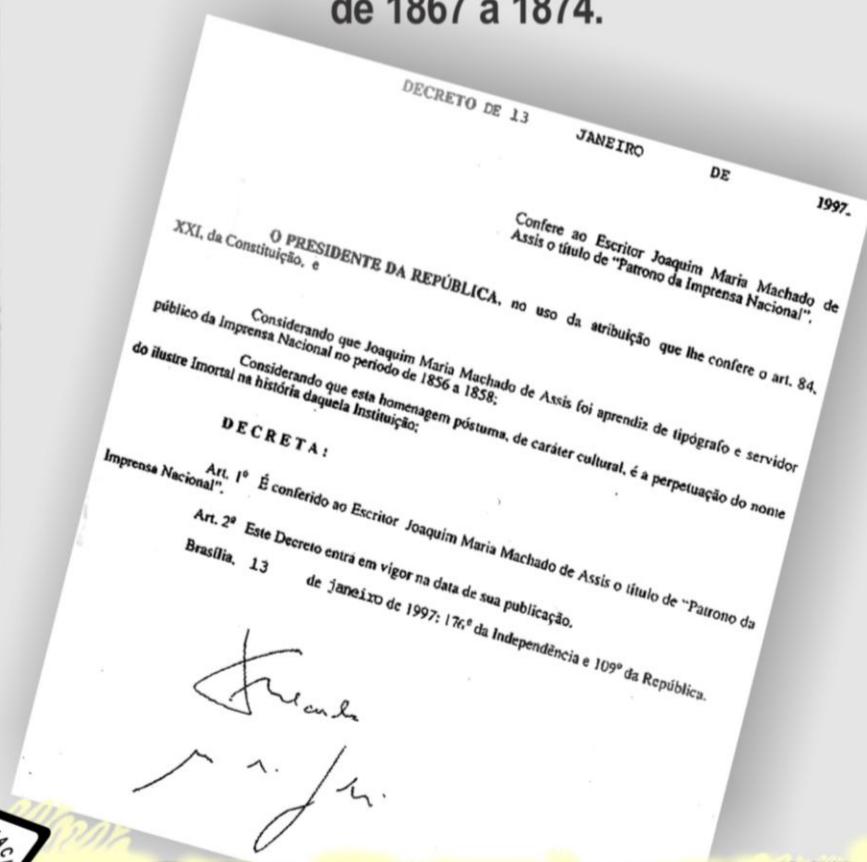 de 1867 a 1874.
DECRETO DE 13 JANEIRO DE 1997.
Confere ao Escritor Joaquim Maria Machado de
Assis o título de "Patrono da Imprensa Nacional".
O PRESIDENTE DA REPÚBLICA, no uso da atribuição que lhe confere o art. 84,
XXI, da Constituição, e
Considerando que Joaquim Maria Machado de Assis foi aprendiz de tipógrafo e servidor
público da Imprensa Nacional no período de 1856 a 1858;
Considerando que esta homenagem póstuma, de caráter cultural, é a perpetuação do nome
do ilustre Imortal na história daquela Instituição;
DECRETA:
Art. 1º É conferido ao Escritor Joaquim Maria Machado de Assis o título de "Patrono da
Imprensa Nacional".
Art. 2º Este Decreto entra em vigor na data de sua publicação.
Brasília, 13 de janeiro de 1997; 176º da Independência e 109º da República.